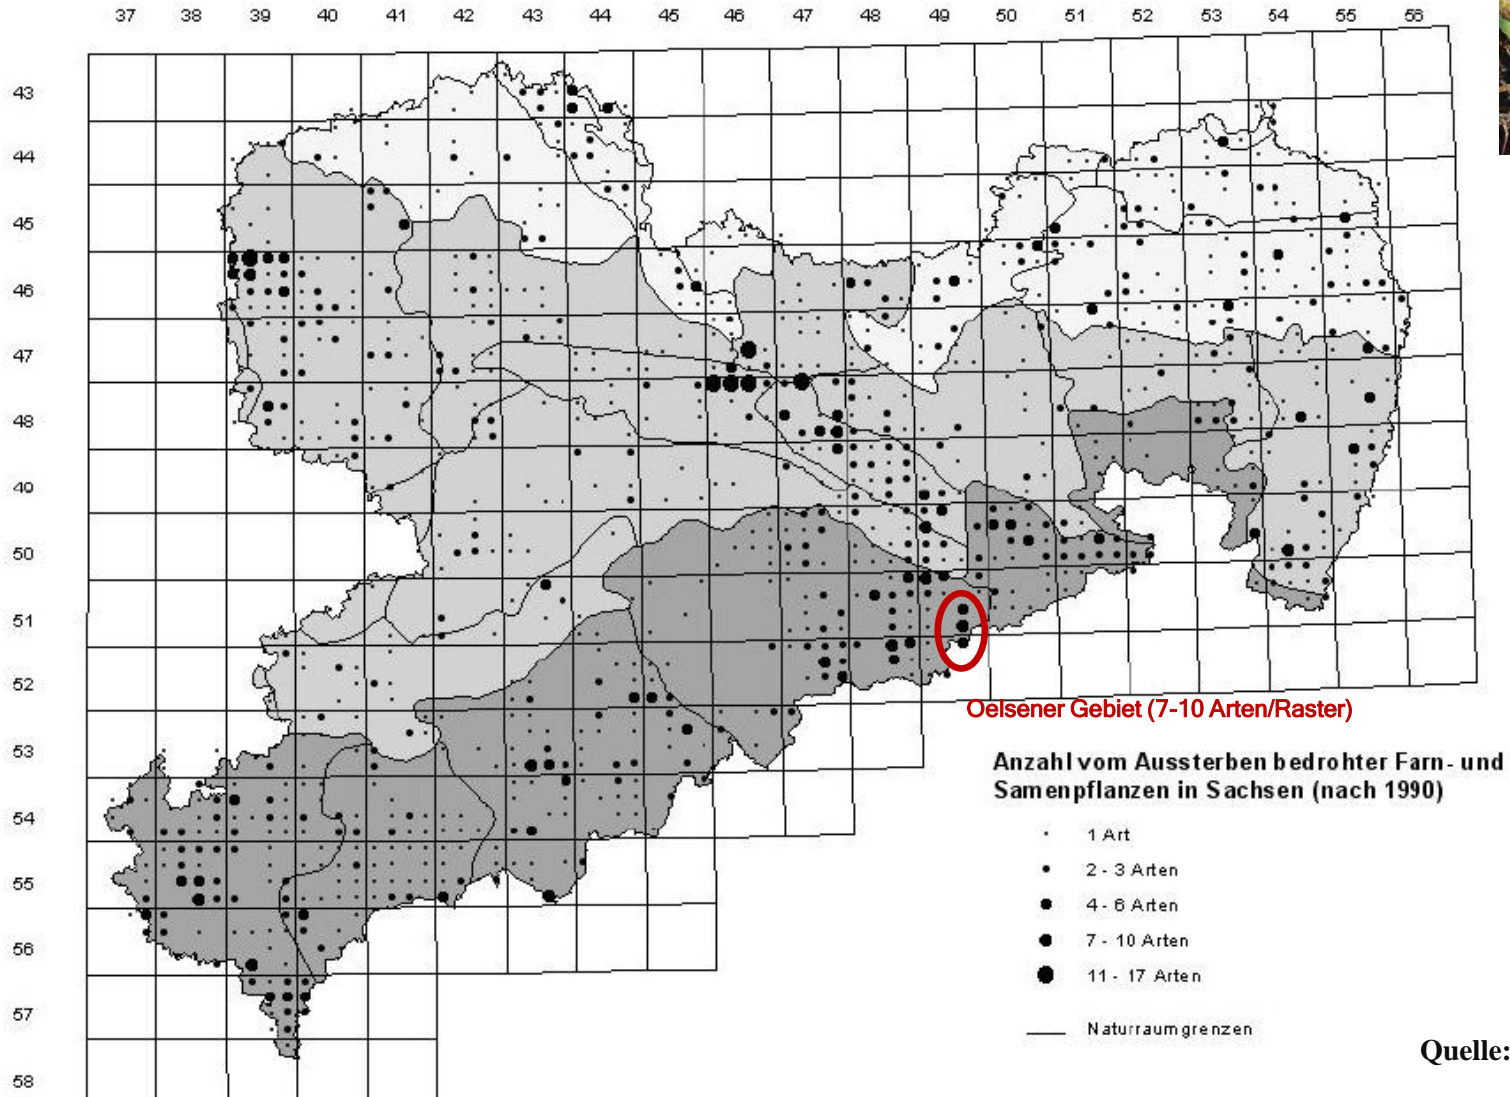 37 39 40 41 42 43 44 45 46 47 48 49 50 51 52 53 54 55 56
43
44
45
46
47
48
40
50
51
52
53
54
55
56
57
58
Oelsener Gebiet (7-10 Arten/Raster)
Anzahl vom Aussterben bedrohter Farn- und
Samenpflanzen in Sachsen (nach 1990)
1 Art
2 - 3 Arten
4 - 6 Arten
7 - 10 Arten
11 - 17 Arten
Naturraumgrenzen
Quelle: